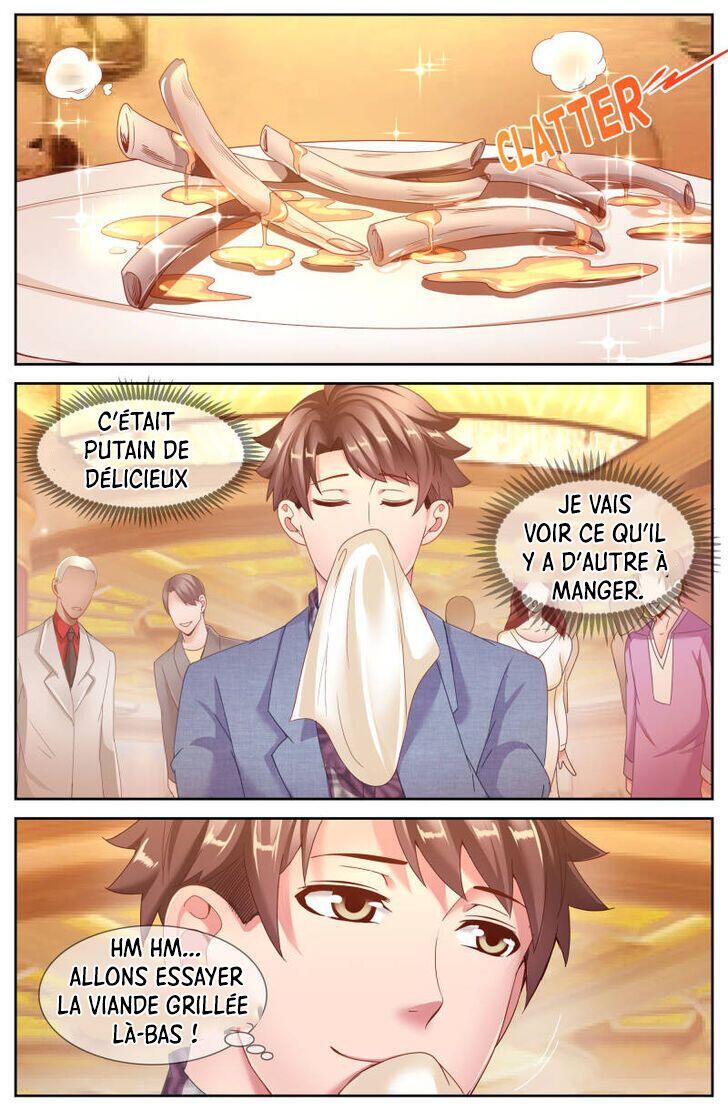 CLATTER
C'ÉTAIT
PUTAIN DE
DÉLICIEUX
JE VAIS
VOIR CE QU'IL
Y A D'AUTRE À
MANGER.
HM HM...
ALLONS ESSAYER
LA VIANDE GRILLÉE
LÀ-BAS !